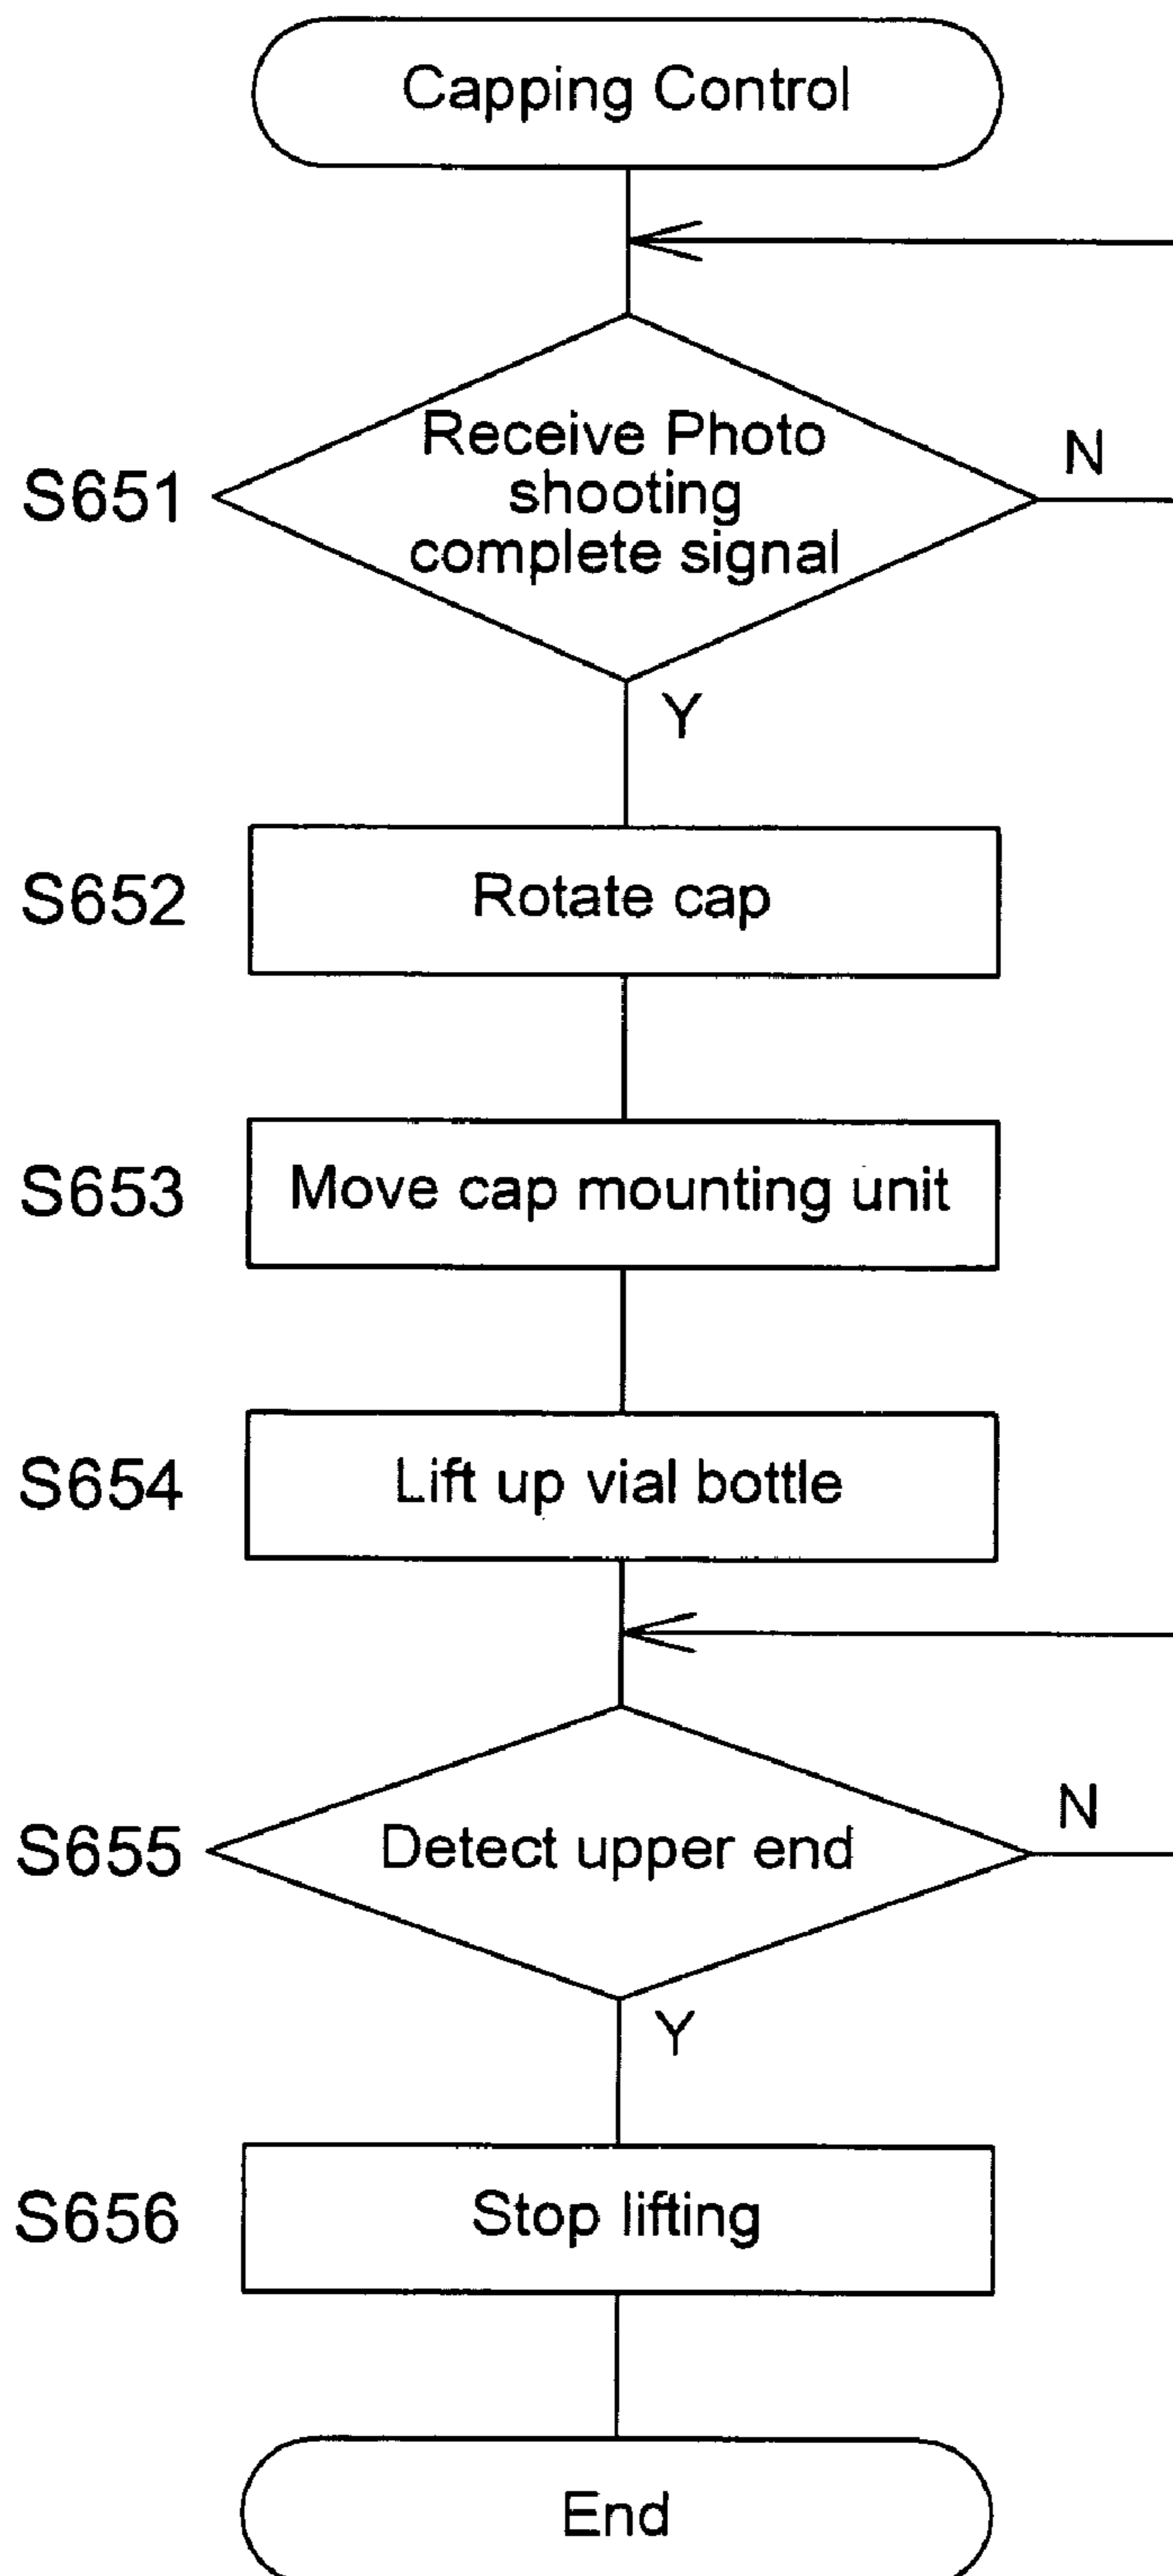 Capping Control
S651
Receive Photo
shooting
complete signal
N
Y
S652
Rotate cap
S653
Move cap mounting unit
S654
Lift up vial bottle
S655
Detect upper end
N
Y
S656
Stop lifting
End